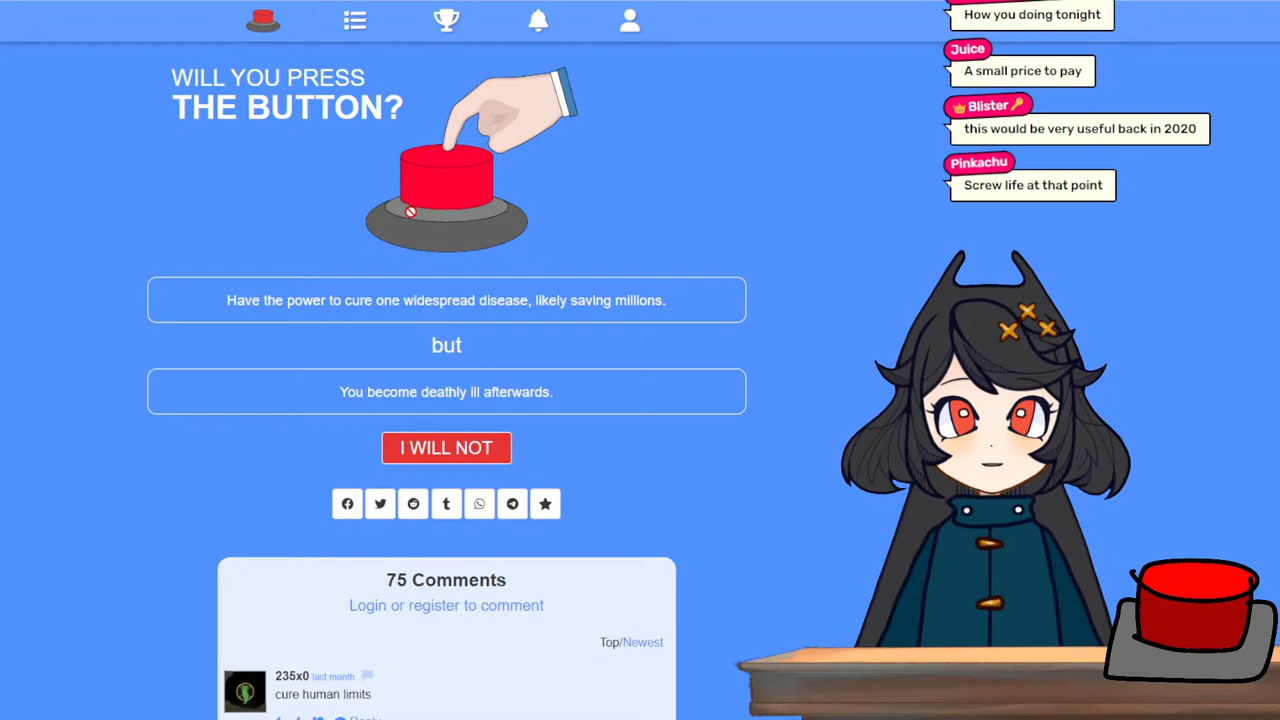 WILL YOU PRESS
THE BUTTON?
Have the power to cure one widespread disease, likely saving millions.
but
You become deathly ill afterwards.
I WILL NOT
75 Comments
Login or register to comment
Top/Newest
235x0 last month
cure human limits
How you doing tonight
Juice
A small price to pay
Blister
this would be very useful back in 2020
Pinkachu
Screw life at that point